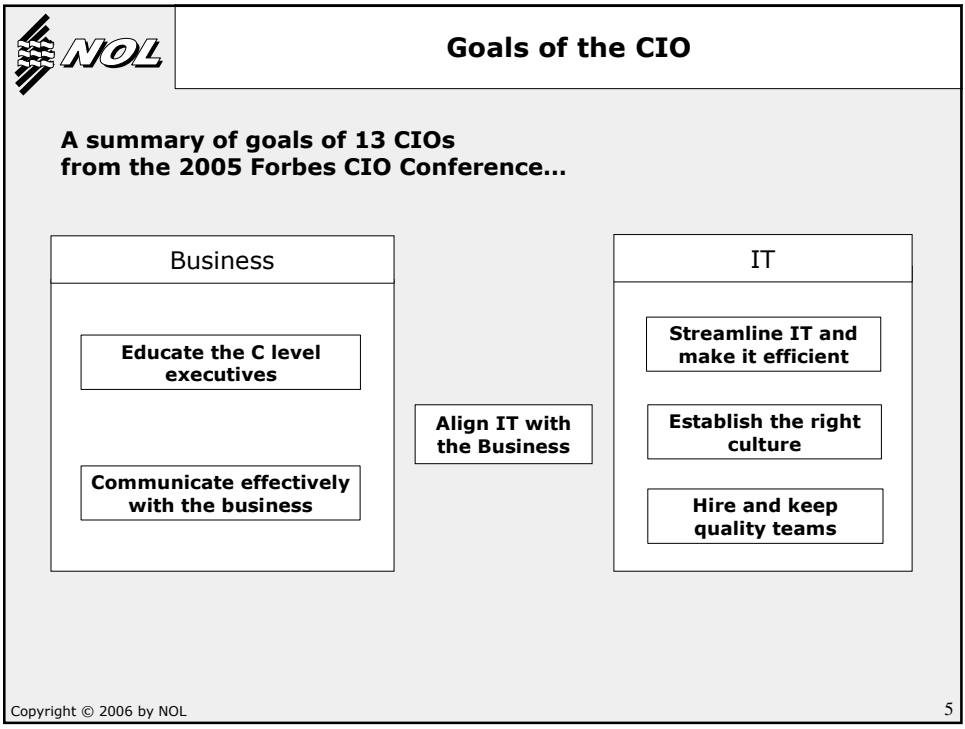 NOL
Goals of the CIO
A summary of goals of 13 CIOs
from the 2005 Forbes CIO Conference...
Business
Educate the C level
executives
Communicate effectively
with the business
Align IT with
the Business
IT
Streamline IT and
make it efficient
Establish the right
culture
Hire and keep
quality teams
Copyright © 2006 by NOL
5